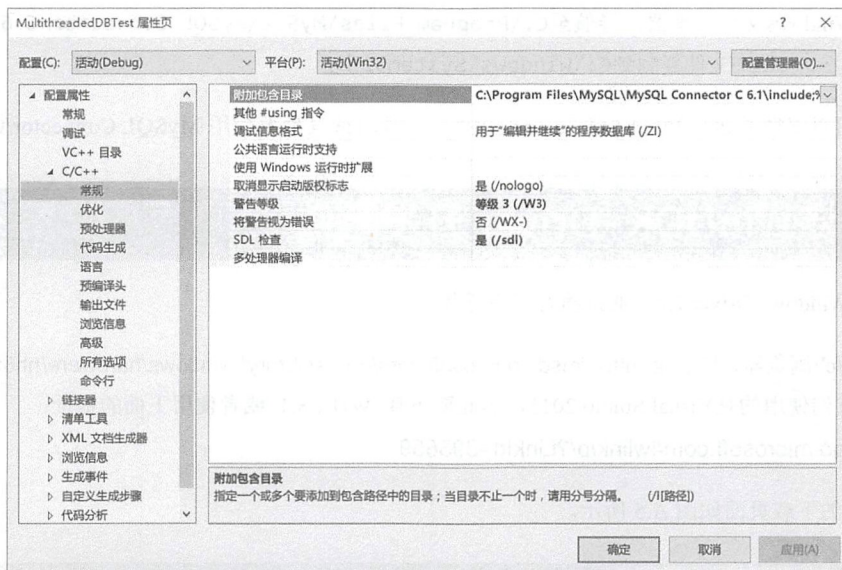 MultithreadedDBTest 属性页
? ×
配置(C): 活动(Debug) 平台(P): 活动(Win32) 配置管理器(O)...
配置属性
常规
调试
VC++ 目录
C/C++
常规
优化
预处理器
代码生成
语言
预编译头
输出文件
浏览信息
高级
所有选项
命令行
链接器
清单工具
XML 文档生成器
浏览信息
生成事件
自定义生成步骤
代码分析
附加包含目录 C:\Program Files\MySQL\MySQL Connector C 6.1\include;%
其他 #using 指令
调试信息格式 用于“编辑并继续”的程序数据库 (/ZI)
公共语言运行时支持
使用 Windows 运行时扩展
取消显示启动版权标志 是 (/nologo)
警告等级 等级 3 (/W3)
将警告视为错误 否 (/WX-)
SDL 检查 是 (/sdl)
多处理器编译
附加包含目录
指定一个或多个要添加到包含路径中的目录；当目录不止一个时，请用分号分隔。 (/I[路径])
确定 取消 应用(A)